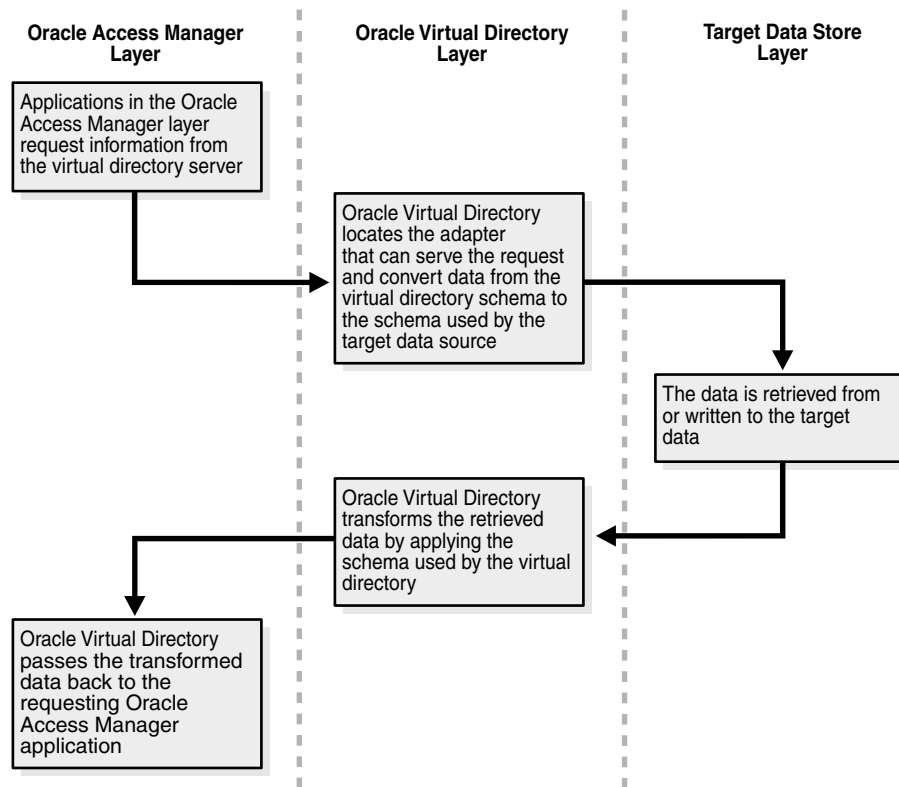 Oracle Access Manager
Layer
Oracle Virtual Directory
Layer
Target Data Store
Layer
Applications in the Oracle
Access Manager layer
request information from
the virtual directory server
Oracle Virtual Directory
locates the adapter
that can serve the request
and convert data from the
virtual directory schema to
the schema used by the
target data source
The data is retrieved from
or written to the target
data
Oracle Virtual Directory
transforms the retrieved
data by applying the
schema used by the virtual
directory
Oracle Virtual Directory
passes the transformed
data back to the
requesting Oracle
Access Manager
application